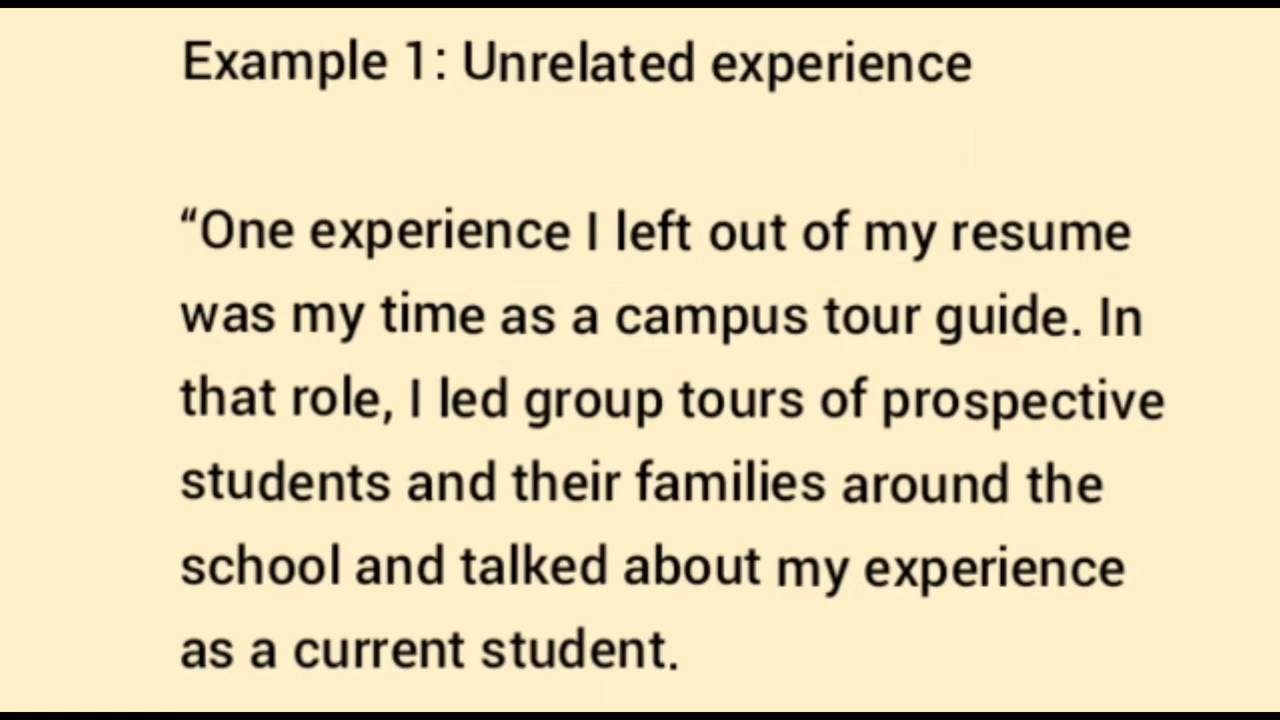 Example 1: Unrelated experience
“One experience I left out of my resume
was my time as a campus tour guide. In
that role, I led group tours of prospective
students and their families around the
school and talked about my experience
as a current student.